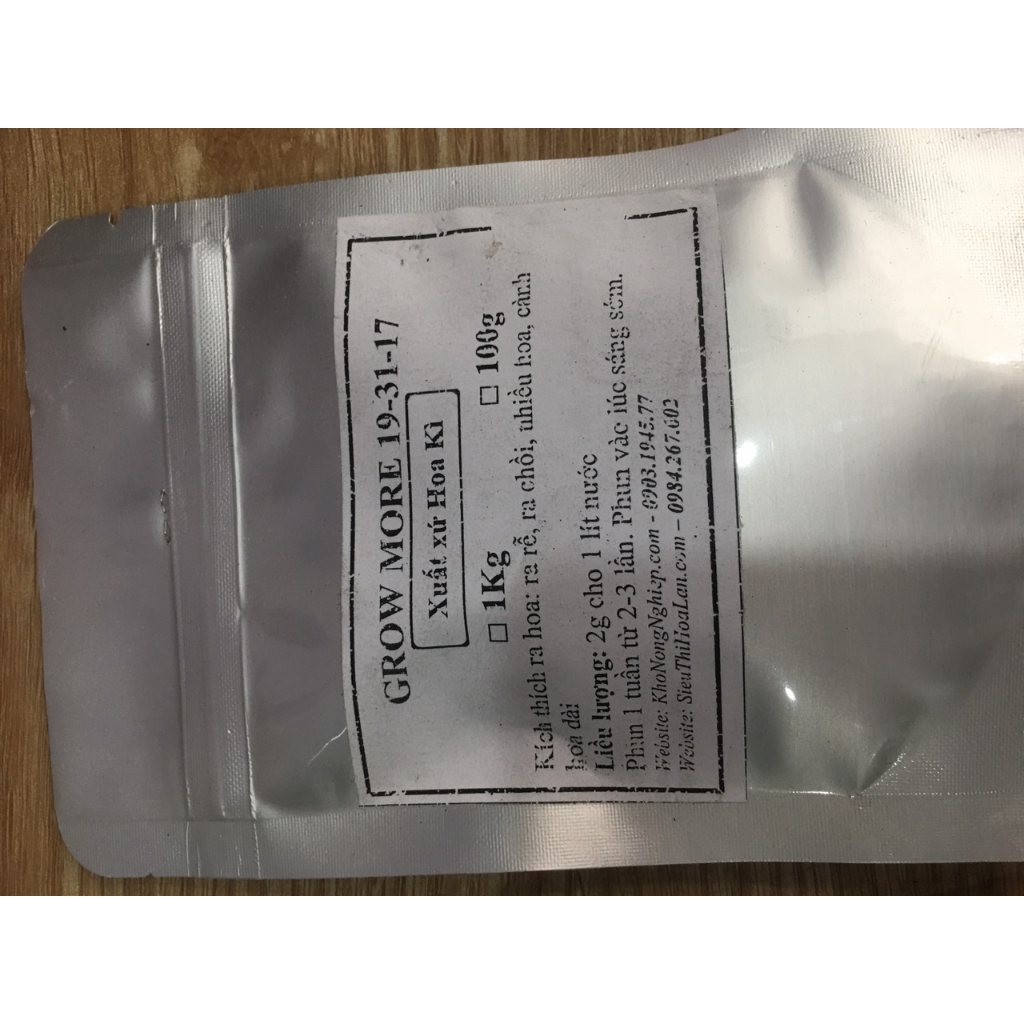 GROW MORE 19-31-17
Xuất xứ Hoa Kì
☐ 1Kg ☐ 100g
Kích thích ra hoa: ra rễ, ra chồi, nhiều hoa, cành
hoa dài
Liều lượng: 2g cho 1 lít nước
Phun 1 tuần từ 2-3 lần. Phun vào lúc sáng sớm.
Website: KhoNongNghiep.com - 0903.1945.77
Website: SieuThiHoaLan.com – 0984.267.002